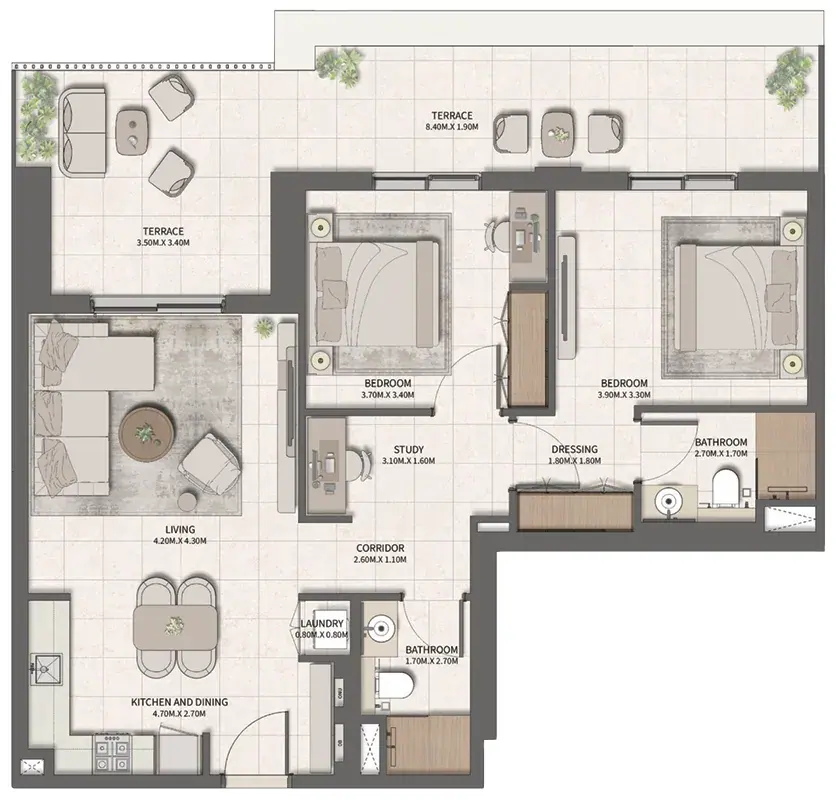 TERRACE
8.40M.X 1.90M
TERRACE
3.50M.X 3.40M
BEDROOM
3.70M.X 3.40M
BEDROOM
3.90M.X 3.30M
STUDY
3.10M.X 1.60M
DRESSING
1.80M.X 1.80M
BATHROOM
2.70M.X 1.70M
LIVING
4.20M.X 4.30M
CORRIDOR
2.60M.X 1.10M
LAUNDRY
0.80M.X 0.80M
BATHROOM
1.70M.X 2.70M
KITCHEN AND DINING
4.70M.X 2.70M
DB